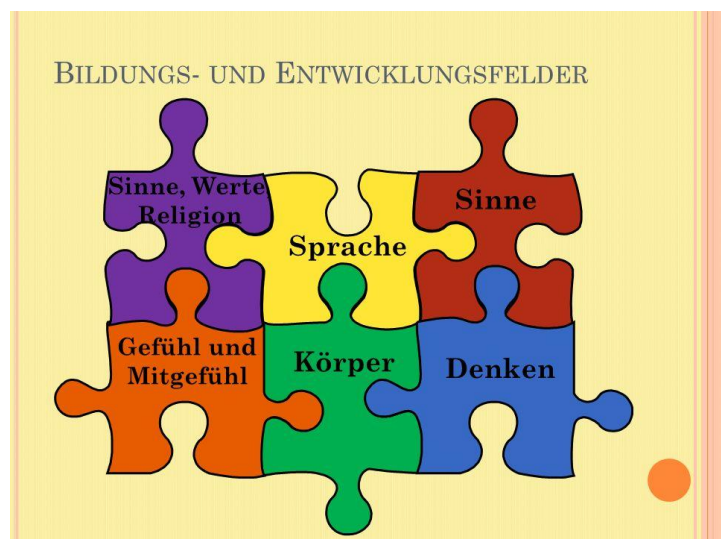 Bildungs- und Entwicklungsfelder
Sinne, Werte
Religion
Sprache
Sinne
Gefühl und
Mitgefühl
Körper
Denken